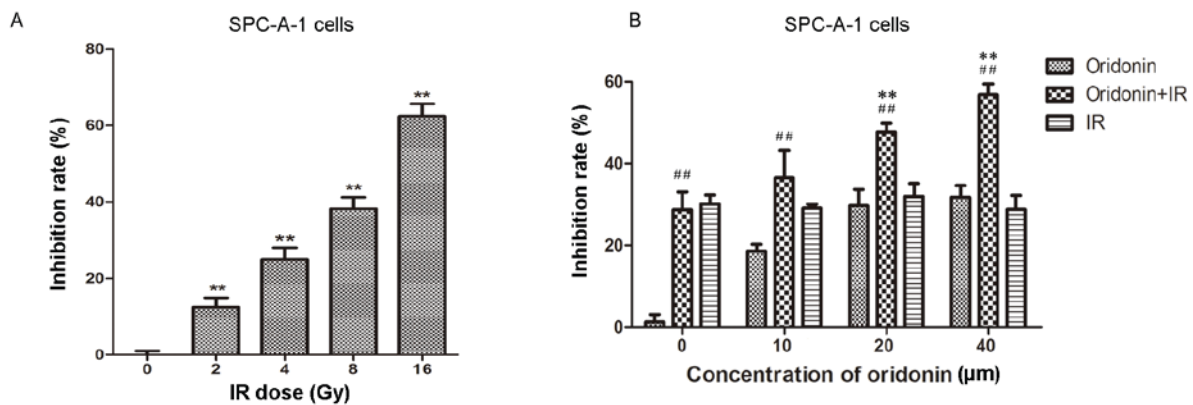 A
SPC-A-1 cells
80
60
40
20
0
Inhibition rate (%)
**
**
**
**
0 2 4 8 16
IR dose (Gy)
B
SPC-A-1 cells
60
40
20
0
Inhibition rate (%)
##
##
**
##
**
##
0 10 20 40
Concentration of oridonin (μm)
Oridonin
Oridonin+IR
IR